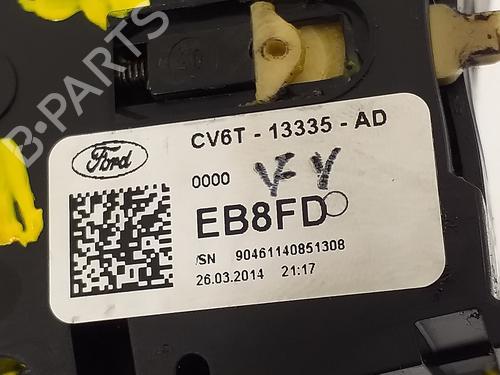 B-PARTS
Ford
CV6T - 13335 - AD
0000
EB8FD
/SN 90461140851308
26.03.2014 21:17